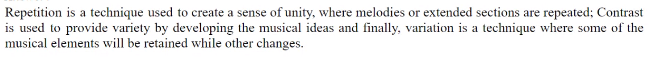 Repetition is a technique used to create a sense of unity, where melodies or extended sections are repeated; Contrast
is used to provide variety by developing the musical ideas and finally, variation is a technique where some of the
musical elements will be retained while other changes.